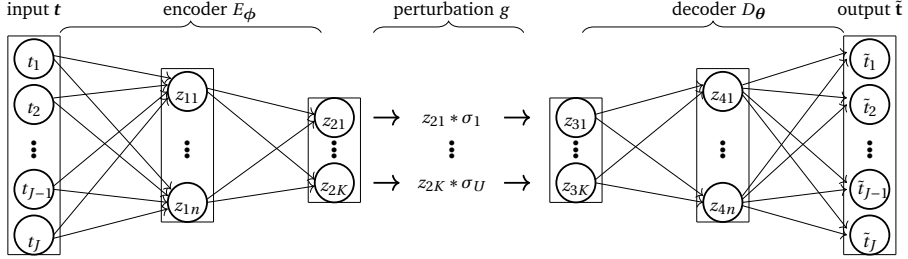 input t encoder E_ϕ perturbation g decoder D_θ output t̃
t_1 t̃_1
z_11 z_41
t_2 z_21 → z_21 * σ_1 → z_31 t̃_2
⋮ ⋮ ⋮ ⋮ ⋮ ⋮ ⋮
t_{J−1} z_2K → z_2K * σ_U → z_3K t̃_{J−1}
z_1n z_4n
t_J t̃_J